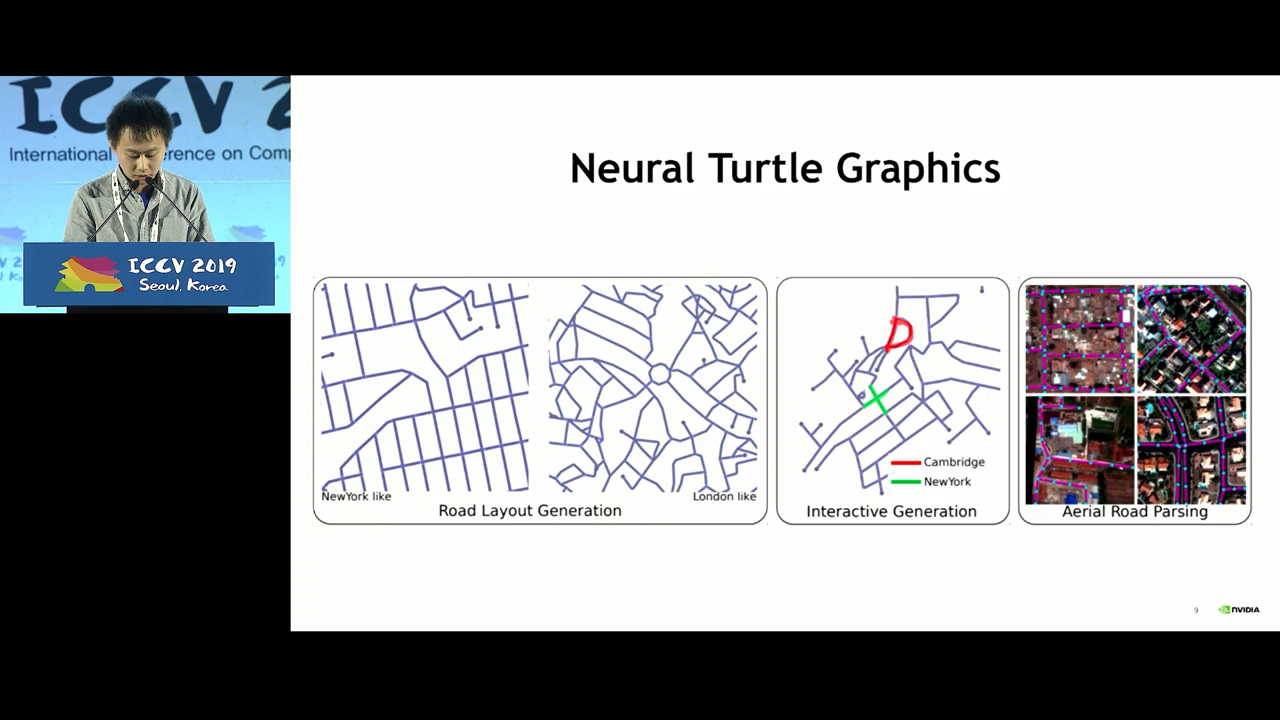 ICCV 2
International
erence on Comp
ICCV 2019
Seoul, Korea
Neural Turtle Graphics
NewYork like
London like
Road Layout Generation
Cambridge
NewYork
Interactive Generation
Aerial Road Parsing
9
NVIDIA